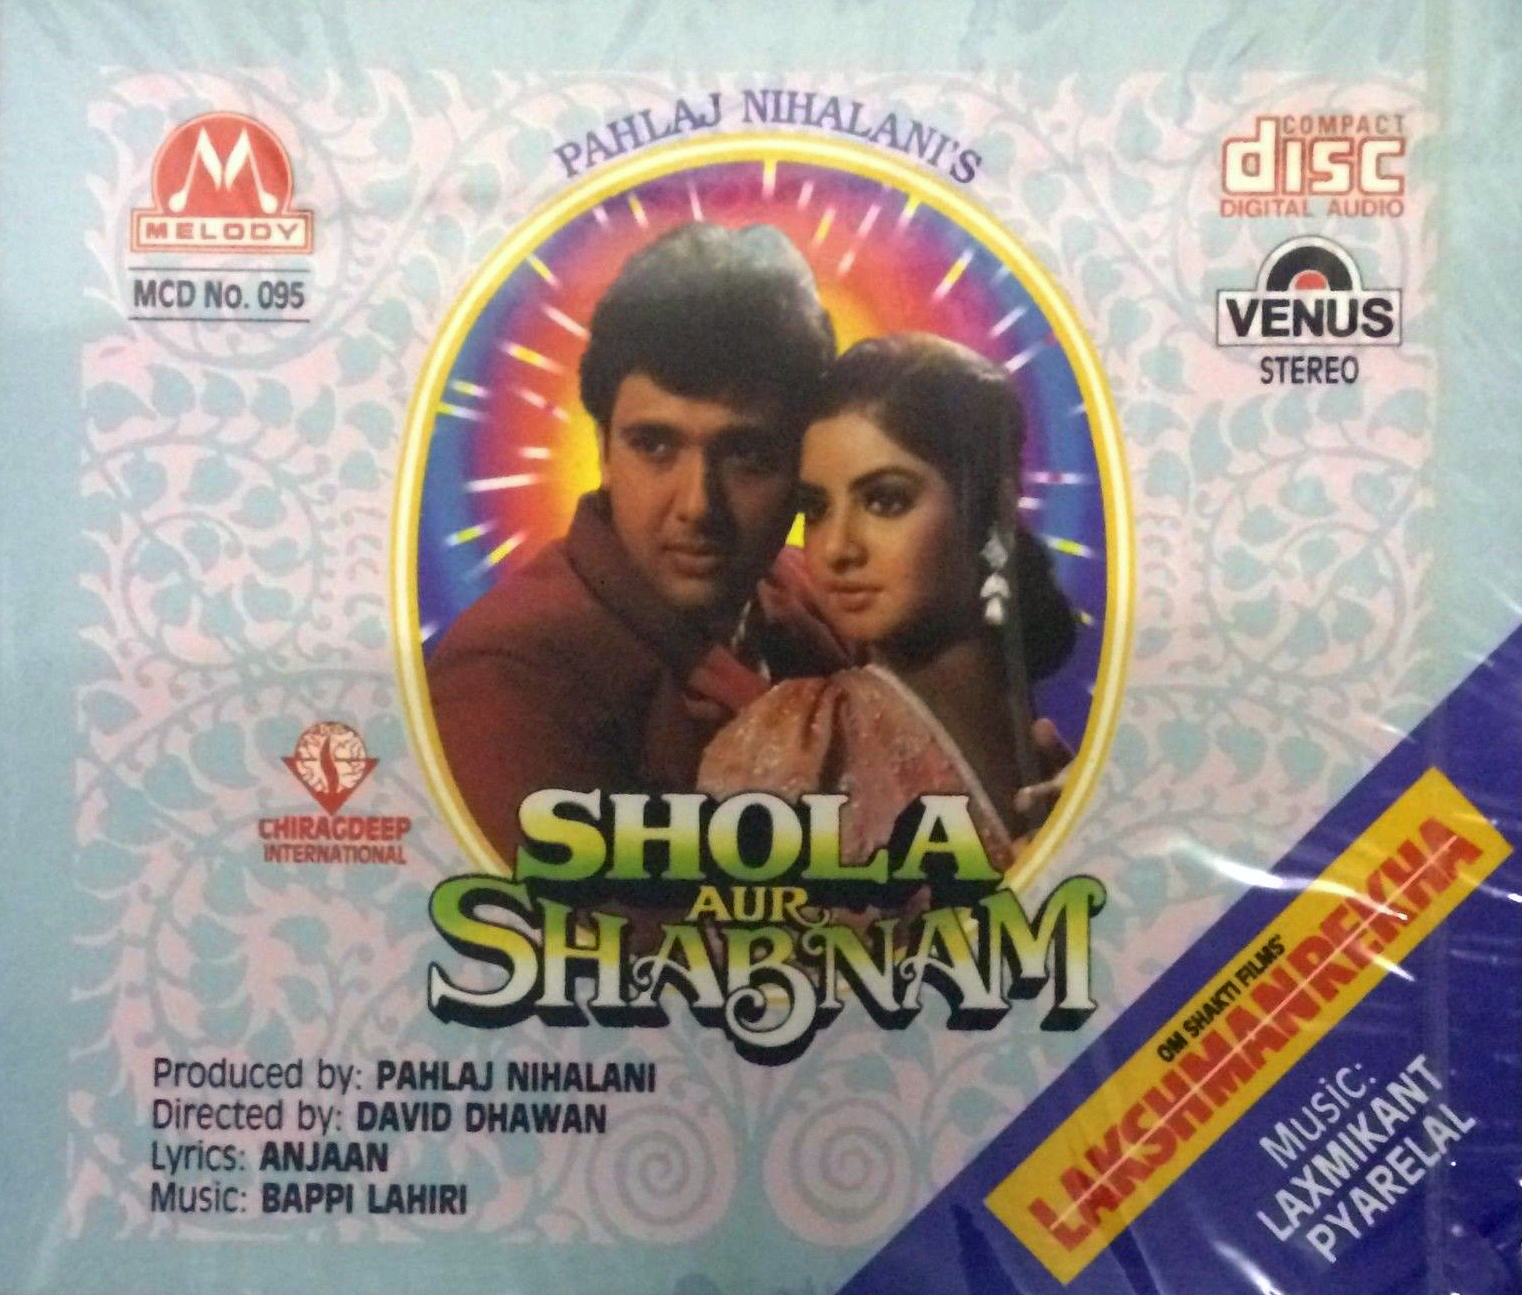 PAHLAJ NIHALANI'S
MELODY
MCD No. 095
COMPACT
disc
DIGITAL AUDIO
VENUS
STEREO
CHIRAGDEEP
INTERNATIONAL
SHOLA
AUR
SHABNAM
Produced by: PAHLAJ NIHALANI
Directed by: DAVID DHAWAN
Lyrics: ANJAAN
Music: BAPPI LAHIRI
OM SHAKTI FILMS'
LAKSHMANREKHA
Music:
LAXMIKANT
PYARELAL